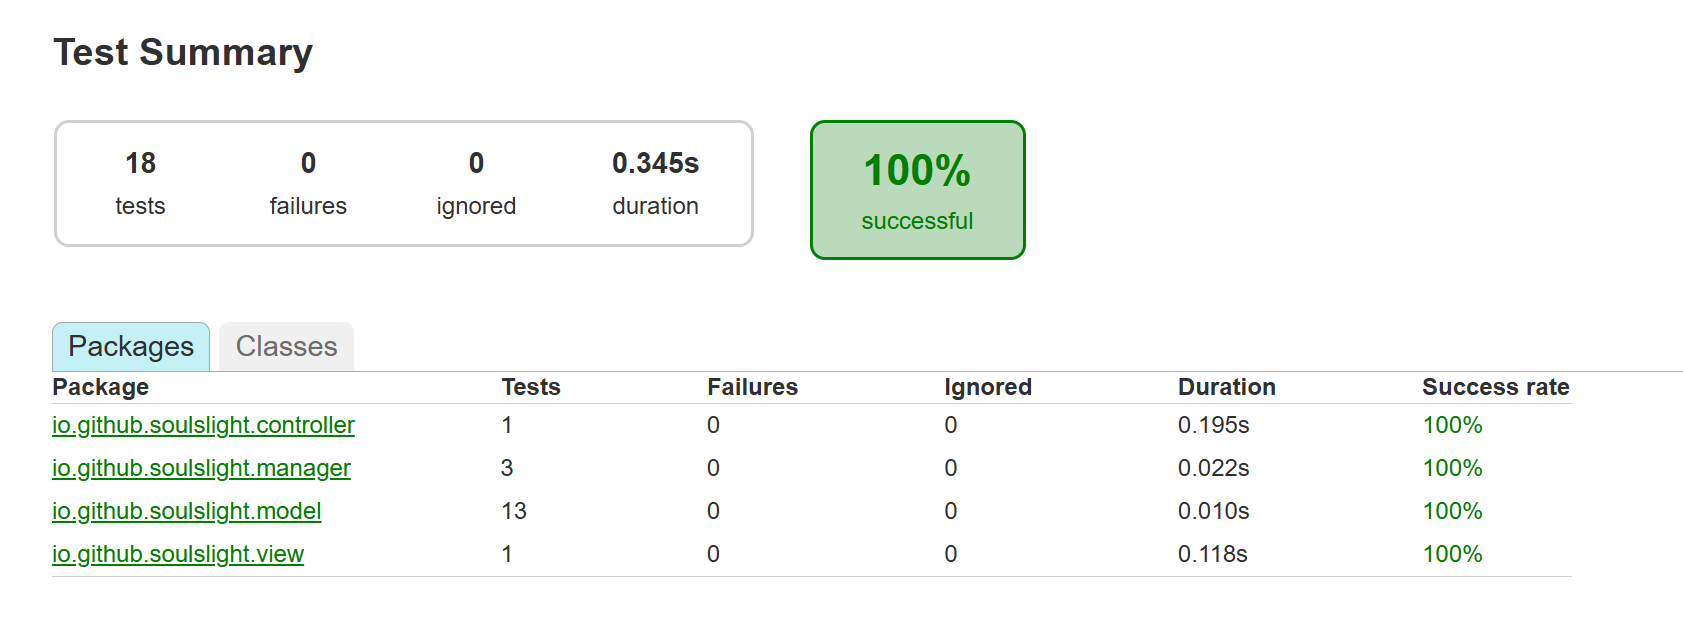 Test Summary
18 0 0 0.345s
tests failures ignored duration
100%
successful
Packages Classes
Package Tests Failures Ignored Duration Success rate
io.github.soulslight.controller 1 0 0 0.195s 100%
io.github.soulslight.manager 3 0 0 0.022s 100%
io.github.soulslight.model 13 0 0 0.010s 100%
io.github.soulslight.view 1 0 0 0.118s 100%